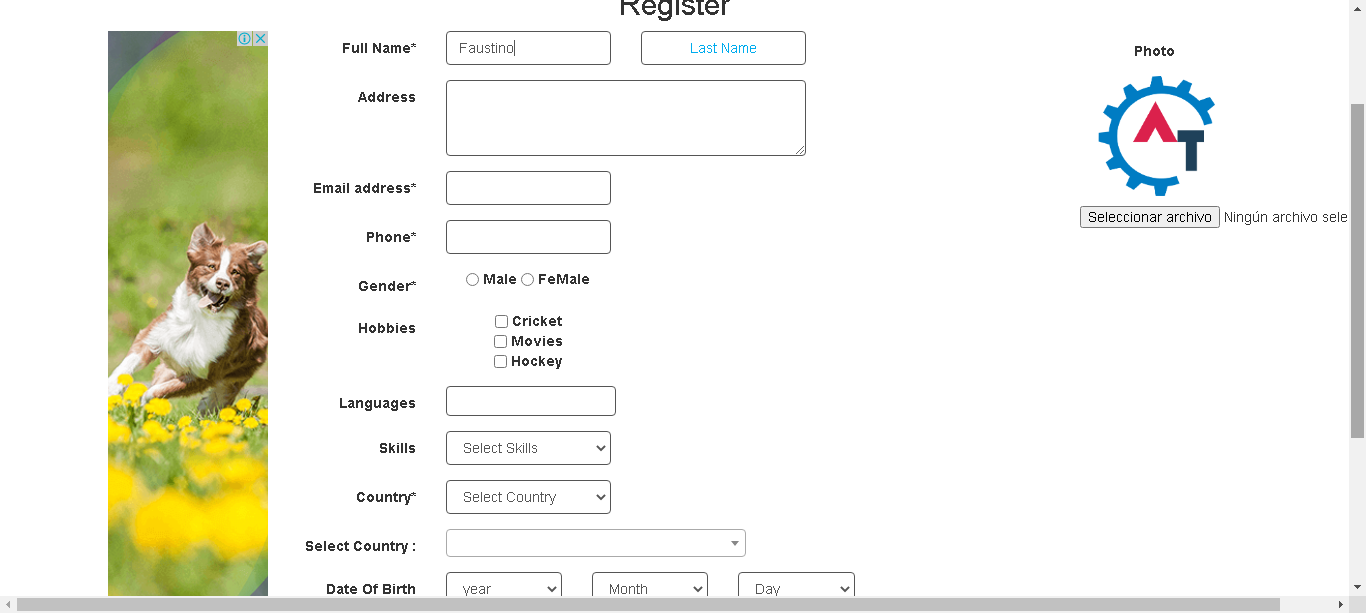 Register
Full Name* Faustino Last Name
Photo
Address
AT
Email address*
Seleccionar archivo Ningún archivo sele
Phone*
Gender* Male FeMale
Hobbies Cricket
Movies
Hockey
Languages
Skills Select Skills
Country* Select Country
Select Country :
Date Of Birth year Month Day